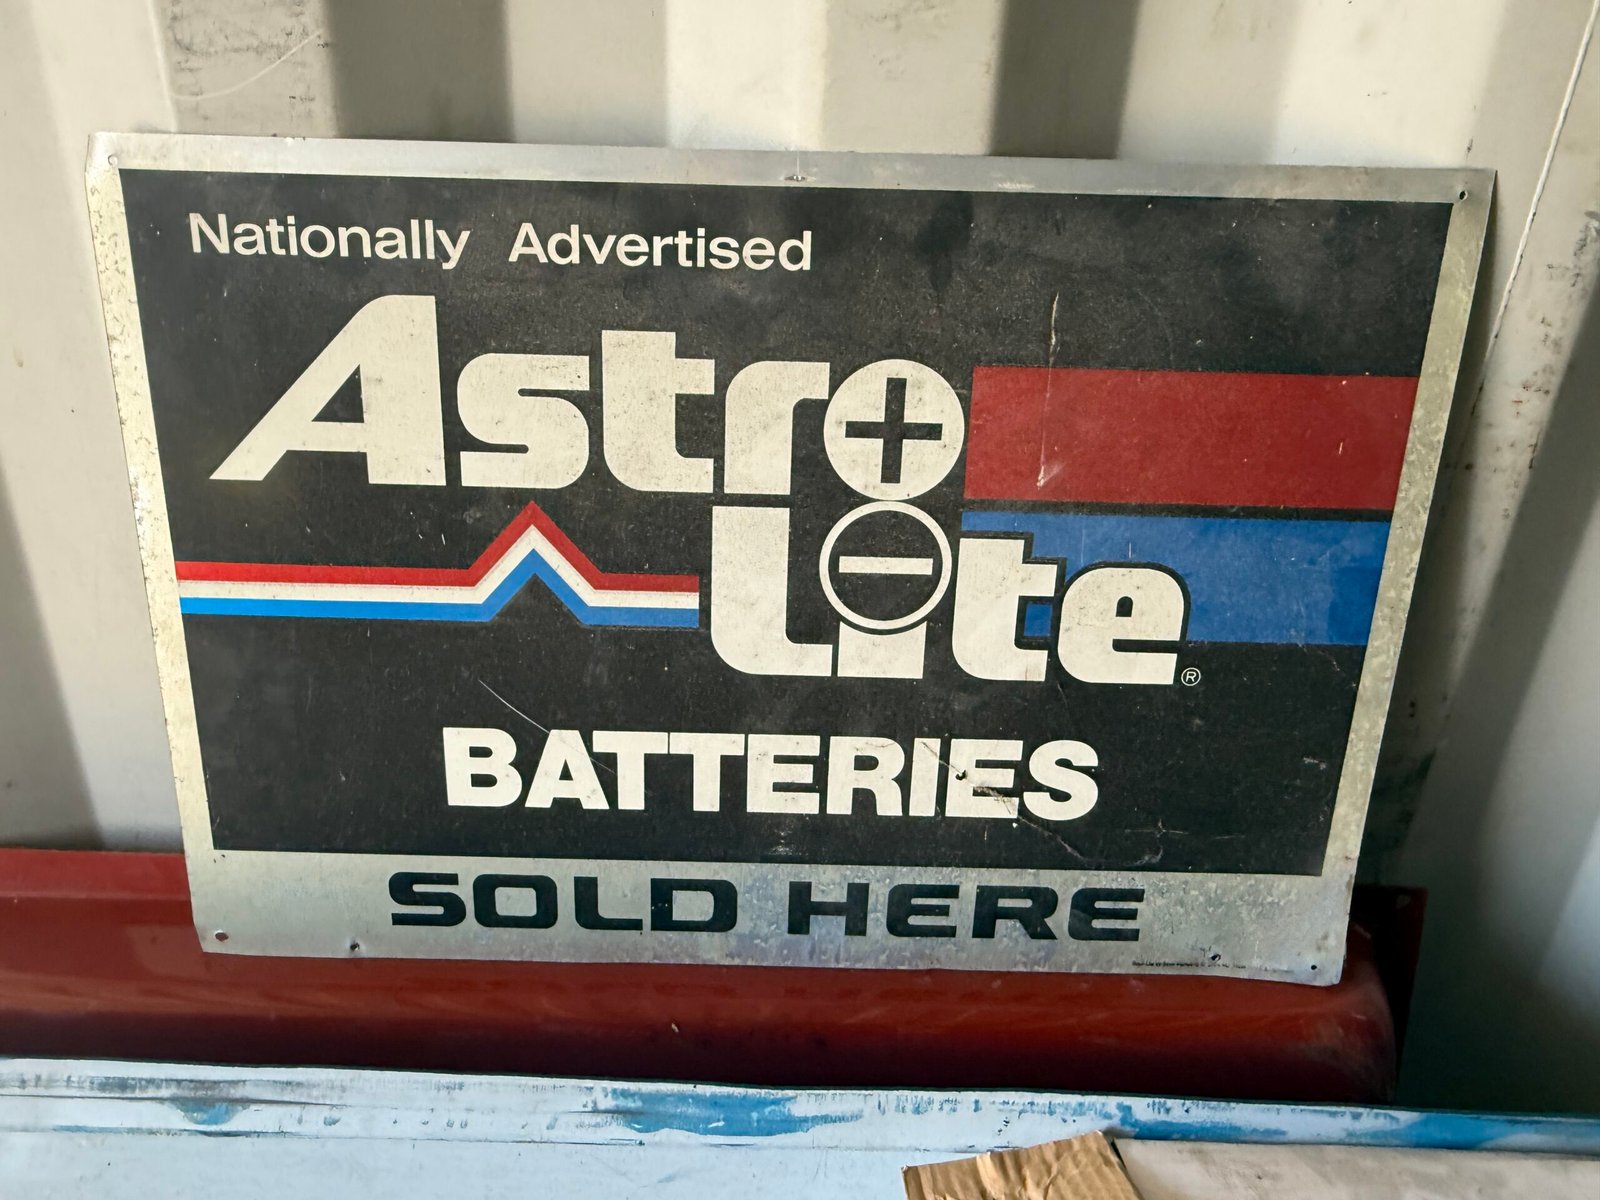 Nationally Advertised
Astro
Lite®
BATTERIES
SOLD HERE